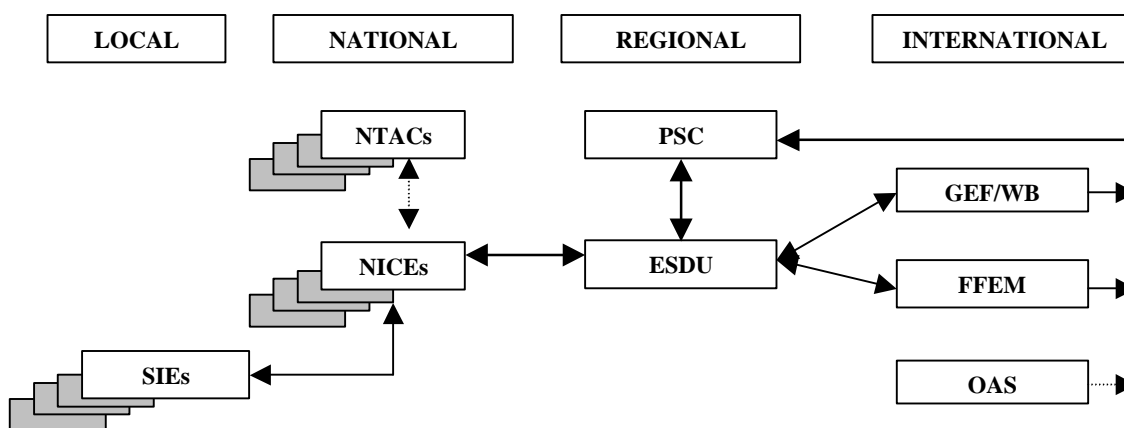 LOCAL
NATIONAL
REGIONAL
INTERNATIONAL
NTACs
PSC
GEF/WB
NICEs
ESDU
FFEM
SIEs
OAS